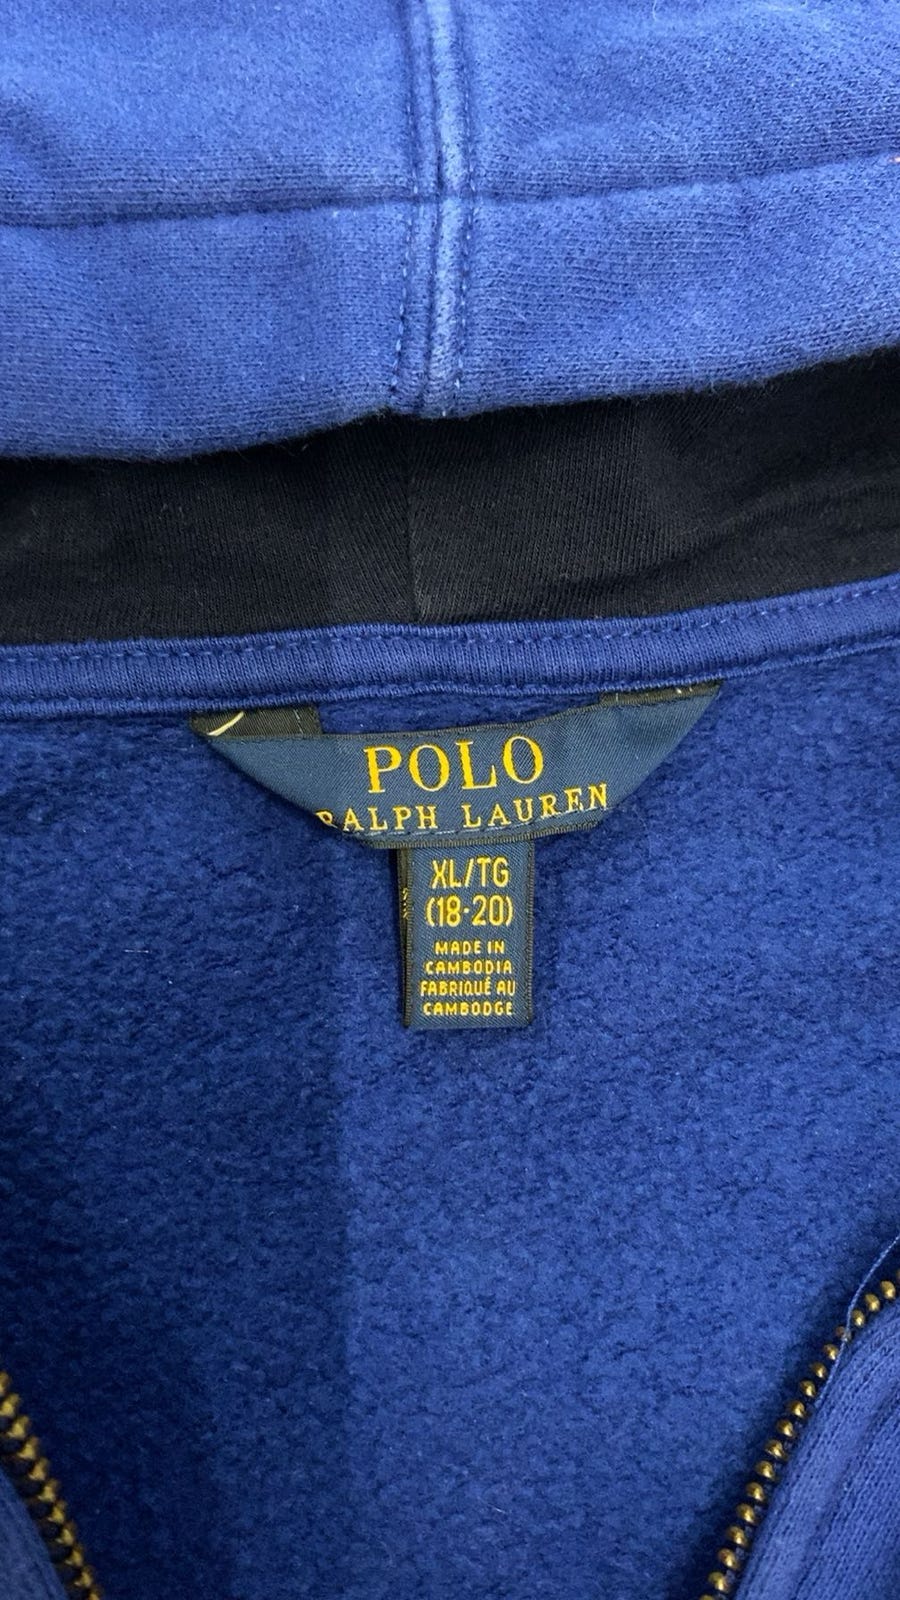 POLO
RALPH LAUREN
XL/TG
(18-20)
MADE IN
CAMBODIA
FABRIQUÉ AU
CAMBODGE